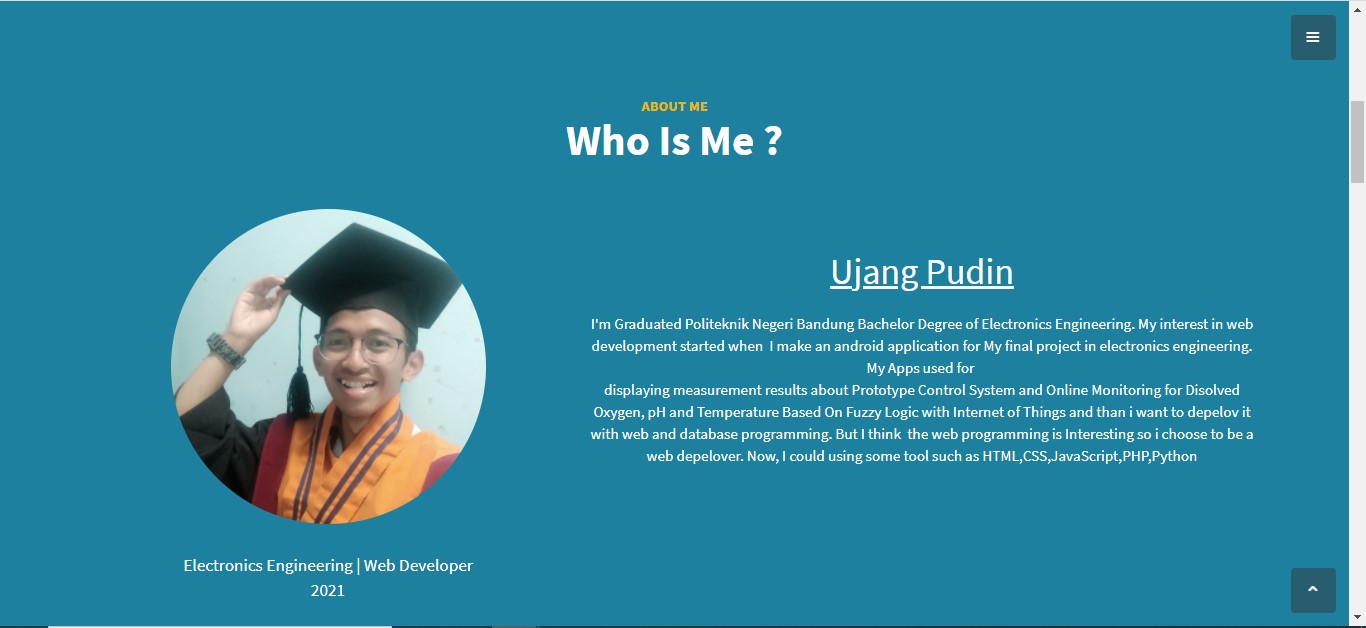 ABOUT ME
Who Is Me ?
Ujang Pudin
I'm Graduated Politeknik Negeri Bandung Bachelor Degree of Electronics Engineering. My interest in web
development started when  I make an android application for My final project in electronics engineering.
My Apps used for
displaying measurement results about Prototype Control System and Online Monitoring for Disolved
Oxygen, pH and Temperature Based On Fuzzy Logic with Internet of Things and than i want to depelov it
with web and database programming. But I think  the web programming is Interesting so i choose to be a
web depelover. Now, I could using some tool such as HTML,CSS,JavaScript,PHP,Python
Electronics Engineering | Web Developer
2021